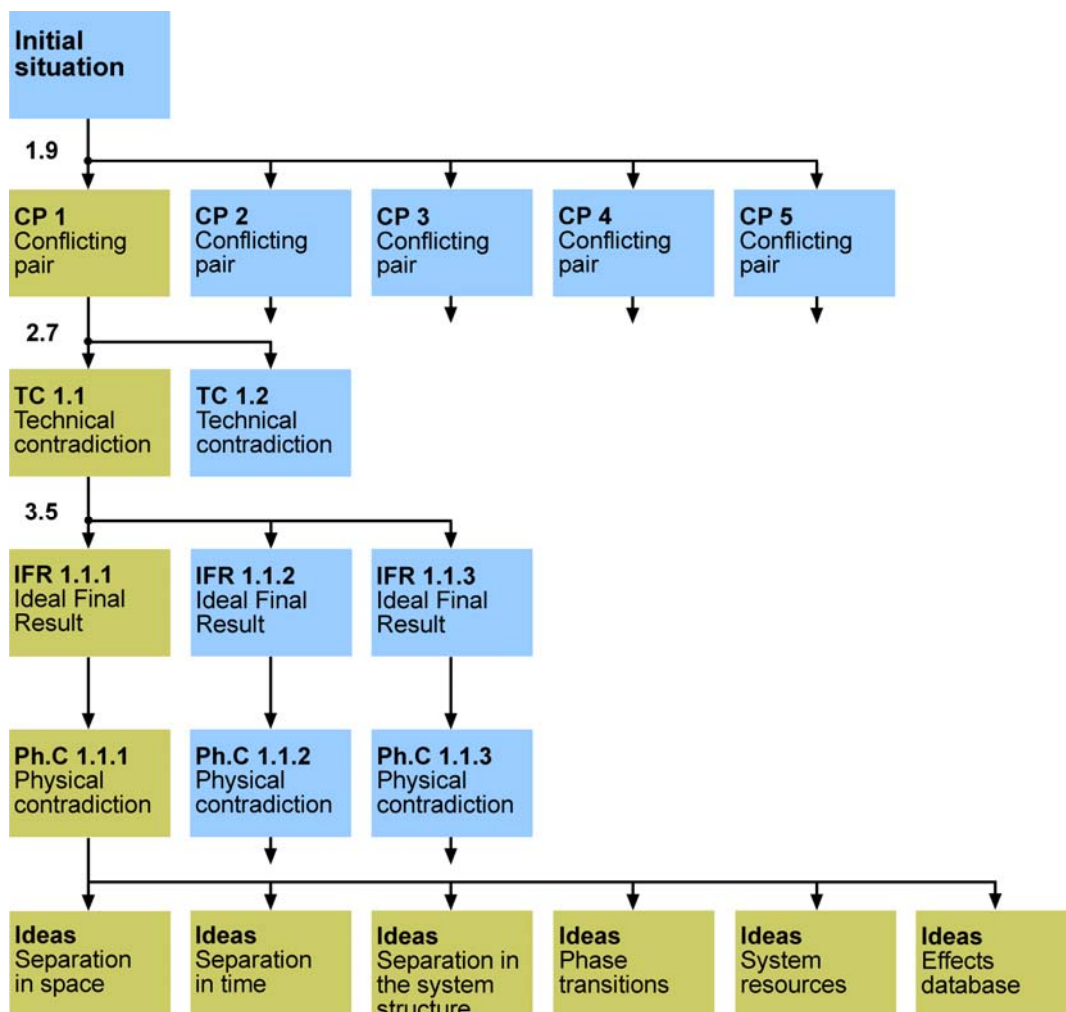 Initial
situation
1.9
CP 1
Conflicting
pair
CP 2
Conflicting
pair
CP 3
Conflicting
pair
CP 4
Conflicting
pair
CP 5
Conflicting
pair
2.7
TC 1.1
Technical
contradiction
TC 1.2
Technical
contradiction
3.5
IFR 1.1.1
Ideal Final
Result
IFR 1.1.2
Ideal Final
Result
IFR 1.1.3
Ideal Final
Result
Ph.C 1.1.1
Physical
contradiction
Ph.C 1.1.2
Physical
contradiction
Ph.C 1.1.3
Physical
contradiction
Ideas
Separation
in space
Ideas
Separation
in time
Ideas
Separation in
the system
structure
Ideas
Phase
transitions
Ideas
System
resources
Ideas
Effects
database